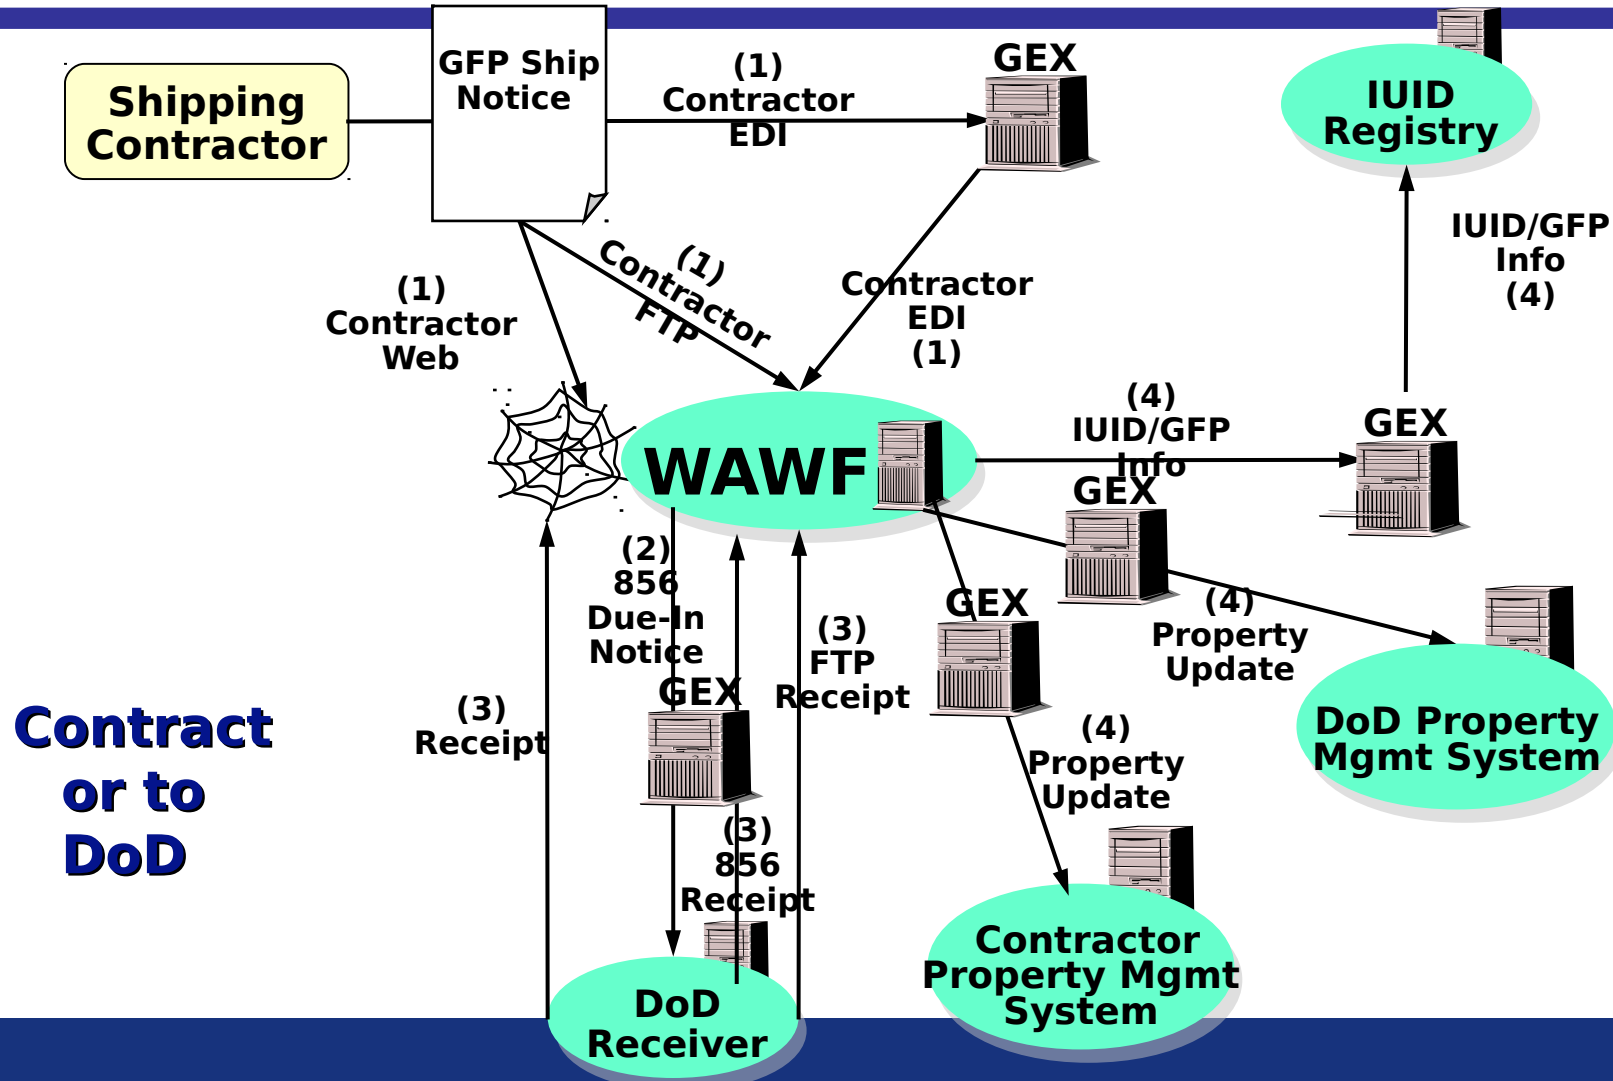 GFP Ship
Notice
Shipping
Contractor
(1)
Contractor
EDI
GEX
IUID
Registry
IUID/GFP
Info
(4)
(1)
Contractor
Web
(1)
Contractor
FTP
Contractor
EDI
(1)
WAWF
(4)
IUID/GFP
Info
GEX
GEX
(2)
856
Due-In
Notice
GEX
(3)
FTP
Receipt
GEX
(4)
Property
Update
(3)
Receipt
(4)
Property
Update
DoD Property
Mgmt System
Contract
or to
DoD
(3)
856
Receipt
DoD
Receiver
Contractor
Property Mgmt
System